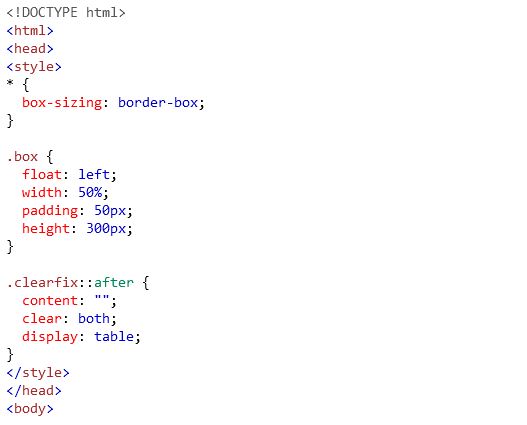 <!DOCTYPE html>
<html>
<head>
<style>
* {
  box-sizing: border-box;
}

.box {
  float: left;
  width: 50%;
  padding: 50px;
  height: 300px;
}

.clearfix::after {
  content: "";
  clear: both;
  display: table;
}
</style>
</head>
<body>